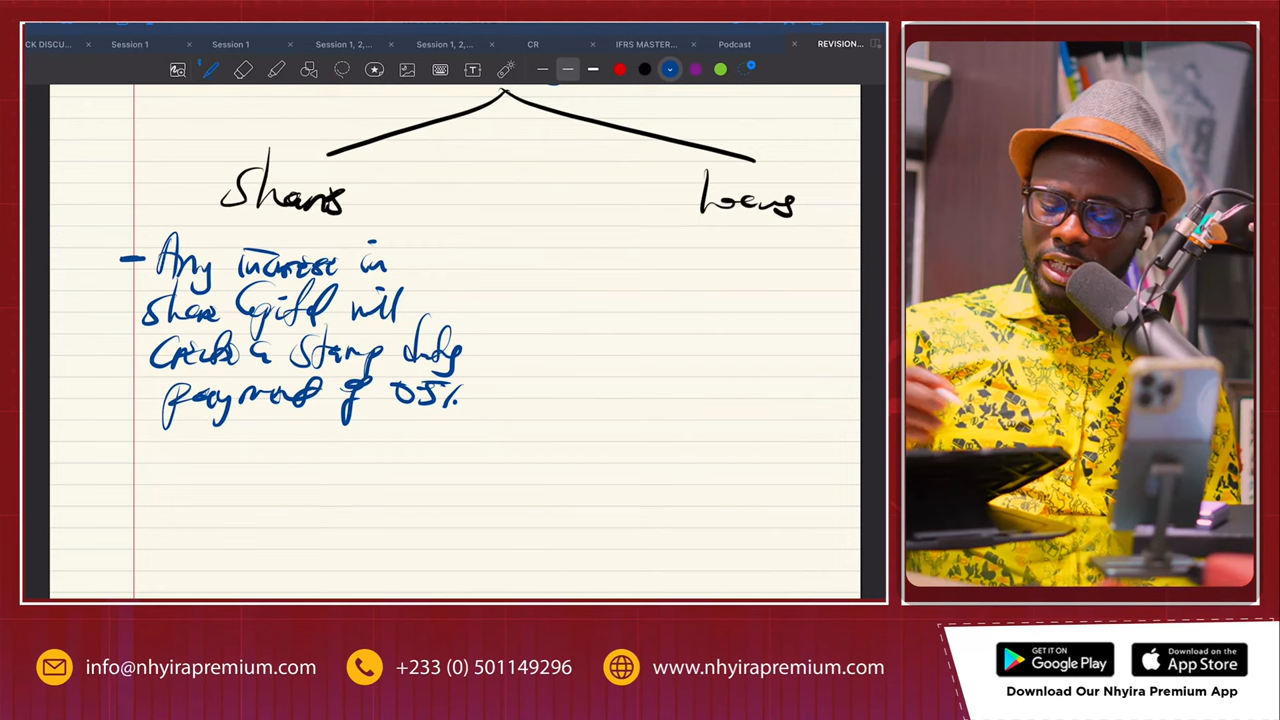 CK DISCU... Session 1 Session 1 Session 1, 2,... Session 1, 2,... CR IFRS MASTER... Podcast REVISION...
Shares Loans
- Any increase in
share Capital will
create a stamp duty
payment of 05%
info@nhyirapremium.com +233 (0) 501149296 www.nhyirapremium.com
GET IT ON
Google Play
Download on the
App Store
Download Our Nhyira Premium App